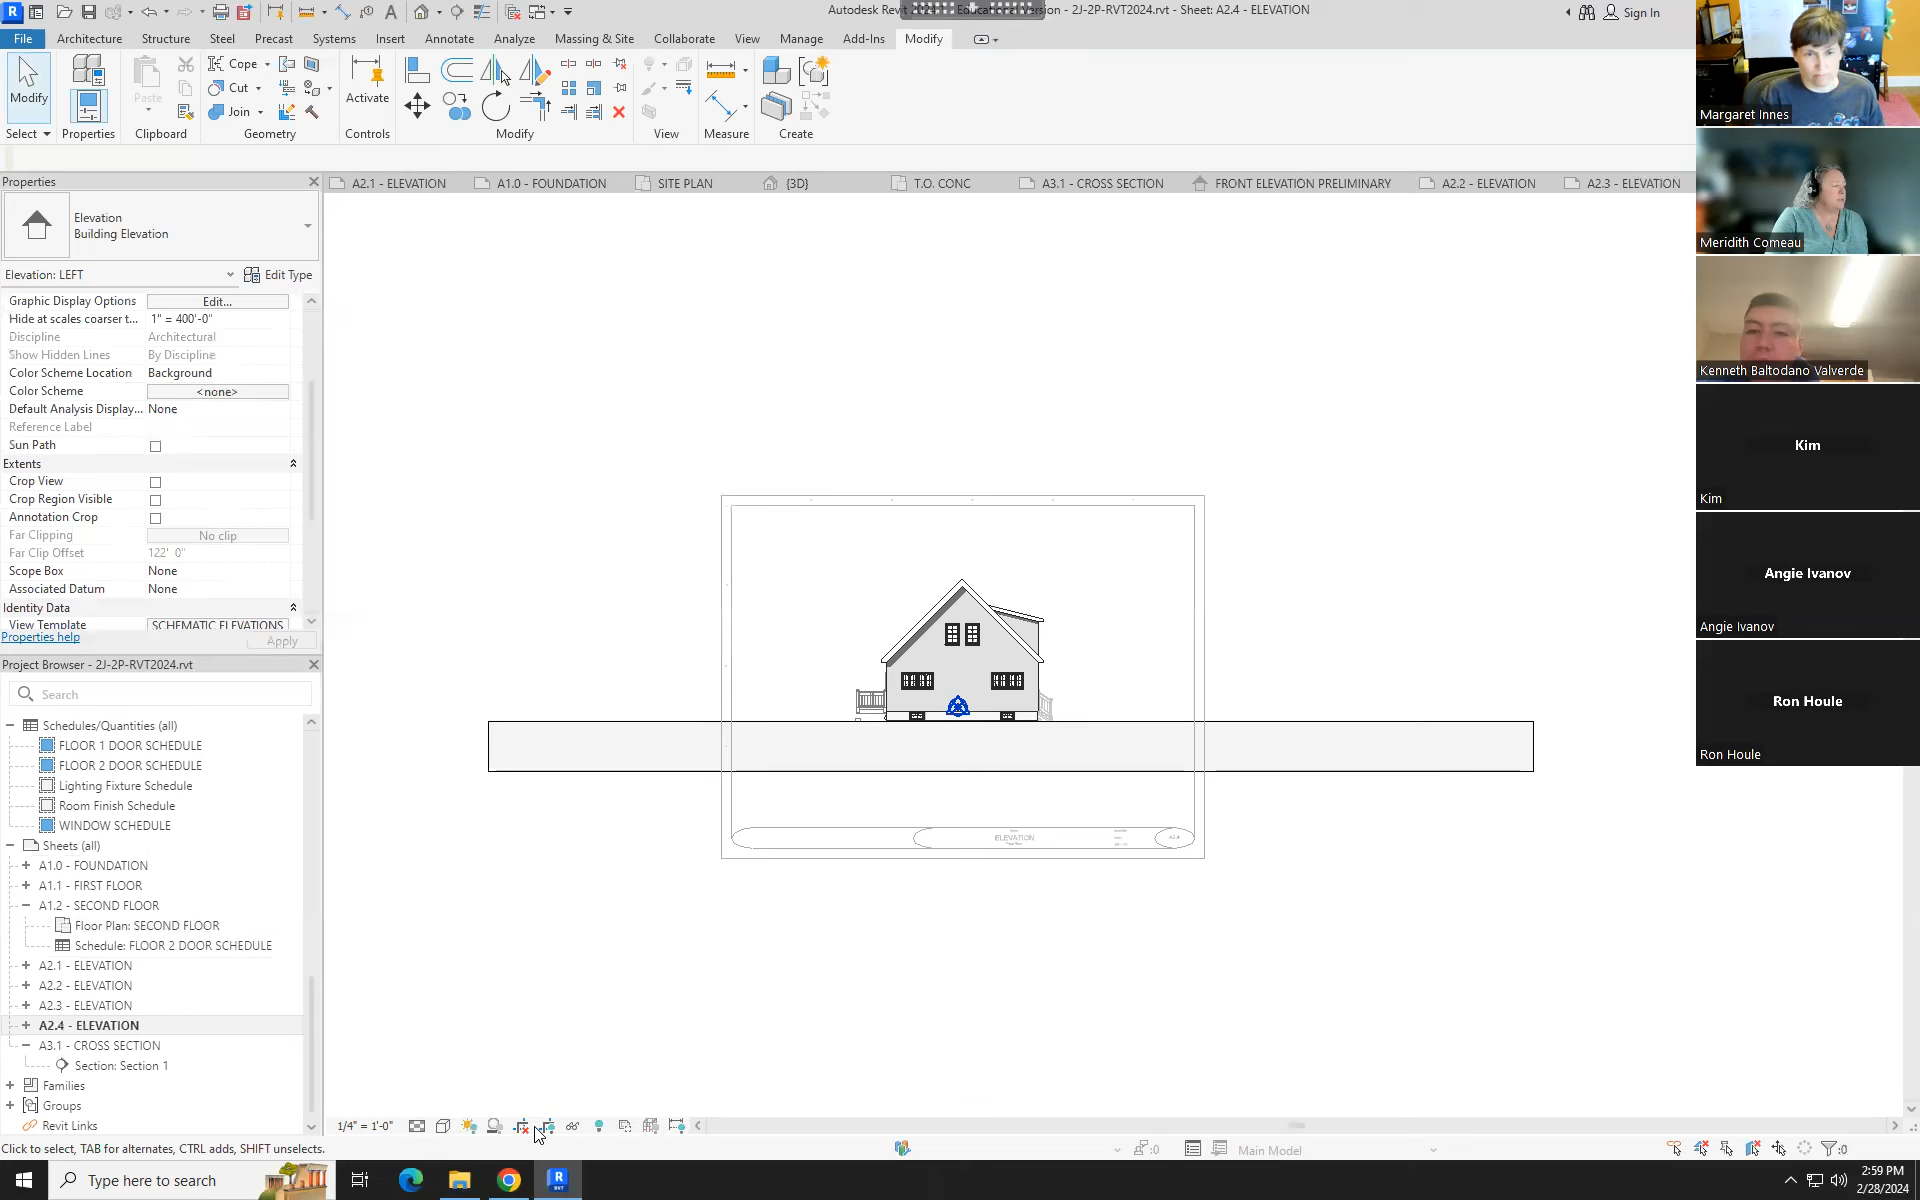 Autodesk Revit 202 Educational Version - 2J-2P-RVT2024.rvt - Sheet: A2.4 - ELEVATION
Sign In
File Architecture Structure Steel Precast Systems Insert Annotate Analyze Massing & Site Collaborate View Manage Add-Ins Modify
Modify
Paste
Cope
Cut
Join
Activate
Select Properties Clipboard Geometry Controls Modify View Measure Create
Properties
A2.1 - ELEVATION
A1.0 - FOUNDATION
SITE PLAN
{3D}
T.O. CONC
A3.1 - CROSS SECTION
FRONT ELEVATION PRELIMINARY
A2.2 - ELEVATION
A2.3 - ELEVATION
Elevation
Building Elevation
Elevation: LEFT Edit Type
Graphic Display Options Edit...
Hide at scales coarser t... 1" = 400'-0"
Discipline Architectural
Show Hidden Lines By Discipline
Color Scheme Location Background
Color Scheme <none>
Default Analysis Display... None
Reference Label
Sun Path
Extents
Crop View
Crop Region Visible
Annotation Crop
Far Clipping No clip
Far Clip Offset 122' 0"
Scope Box None
Associated Datum None
Identity Data
View Template SCHEMATIC ELEVATIONS
Properties help Apply
Project Browser - 2J-2P-RVT2024.rvt
Search
Schedules/Quantities (all)
FLOOR 1 DOOR SCHEDULE
FLOOR 2 DOOR SCHEDULE
Lighting Fixture Schedule
Room Finish Schedule
WINDOW SCHEDULE
Sheets (all)
A1.0 - FOUNDATION
A1.1 - FIRST FLOOR
A1.2 - SECOND FLOOR
Floor Plan: SECOND FLOOR
Schedule: FLOOR 2 DOOR SCHEDULE
A2.1 - ELEVATION
A2.2 - ELEVATION
A2.3 - ELEVATION
A2.4 - ELEVATION
A3.1 - CROSS SECTION
Section: Section 1
Families
Groups
Revit Links
ELEVATION
A2.4
1/4" = 1'-0"
Click to select, TAB for alternates, CTRL adds, SHIFT unselects.
:0
Main Model
:0
Type here to search
2:59 PM
2/28/2024
Margaret Innes
Meridith Comeau
Kenneth Baltodano Valverde
Kim
Kim
Angie Ivanov
Angie Ivanov
Ron Houle
Ron Houle